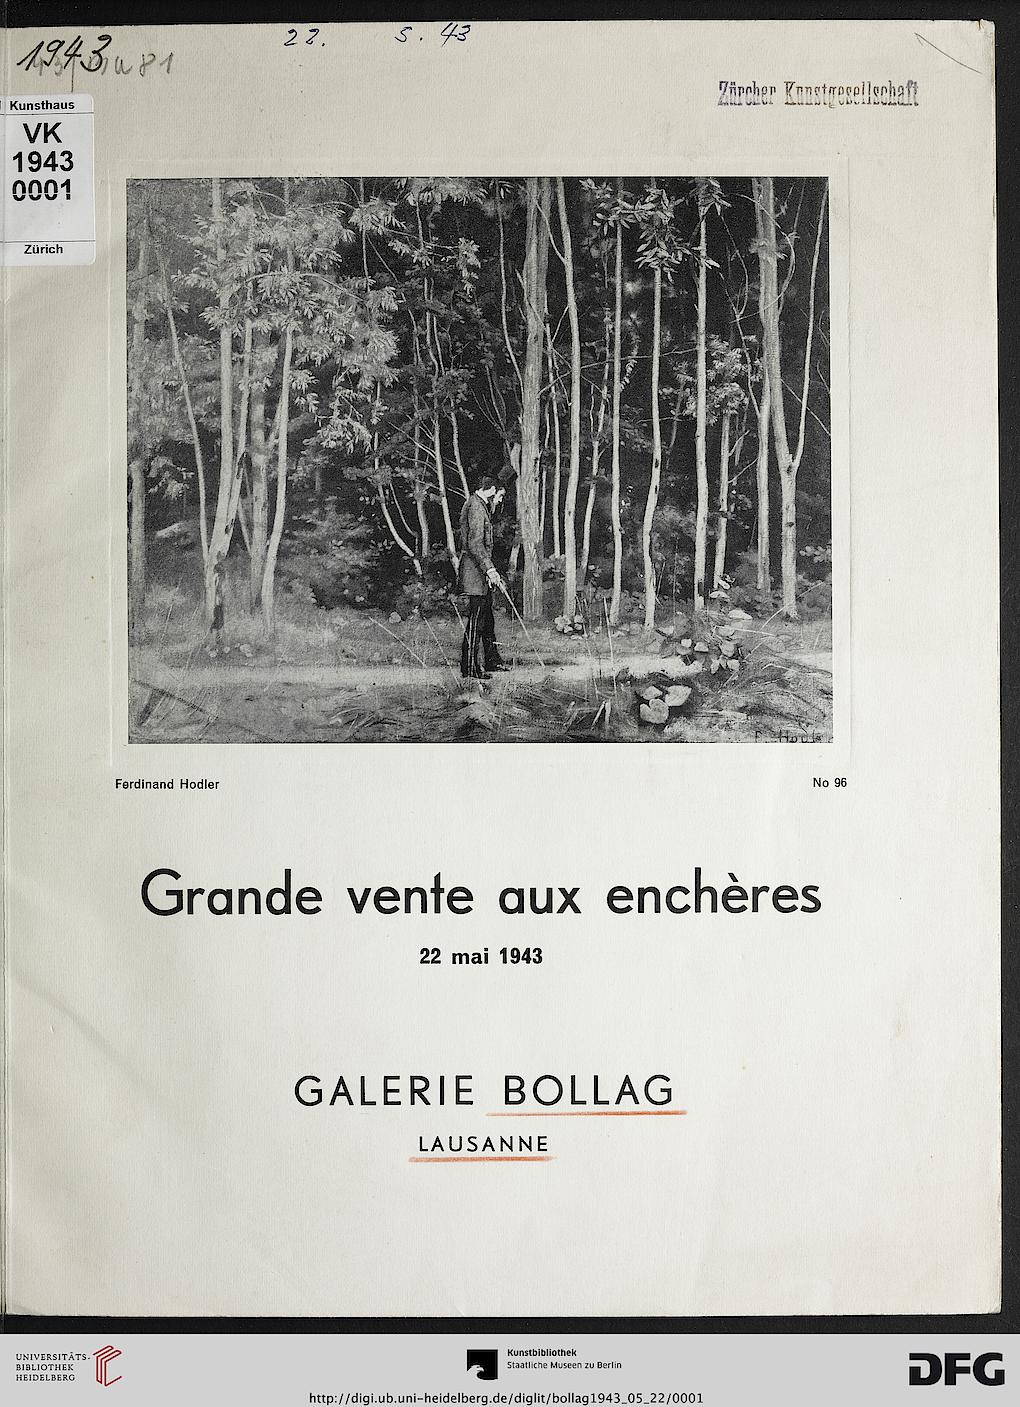 1943
22. 5. 43
Zürcher Kunstgesellschaft
Kunsthaus
VK
1943
0001
Zürich
F. Hodler
Ferdinand Hodler
No 96
Grande vente aux enchères
22 mai 1943
GALERIE BOLLAG
LAUSANNE
UNIVERSITÄTS-
BIBLIOTHEK
HEIDELBERG
Kunstbibliothek
Staatliche Museen zu Berlin
DFG
http://digi.ub.uni-heidelberg.de/diglit/bollag1943_05_22/0001